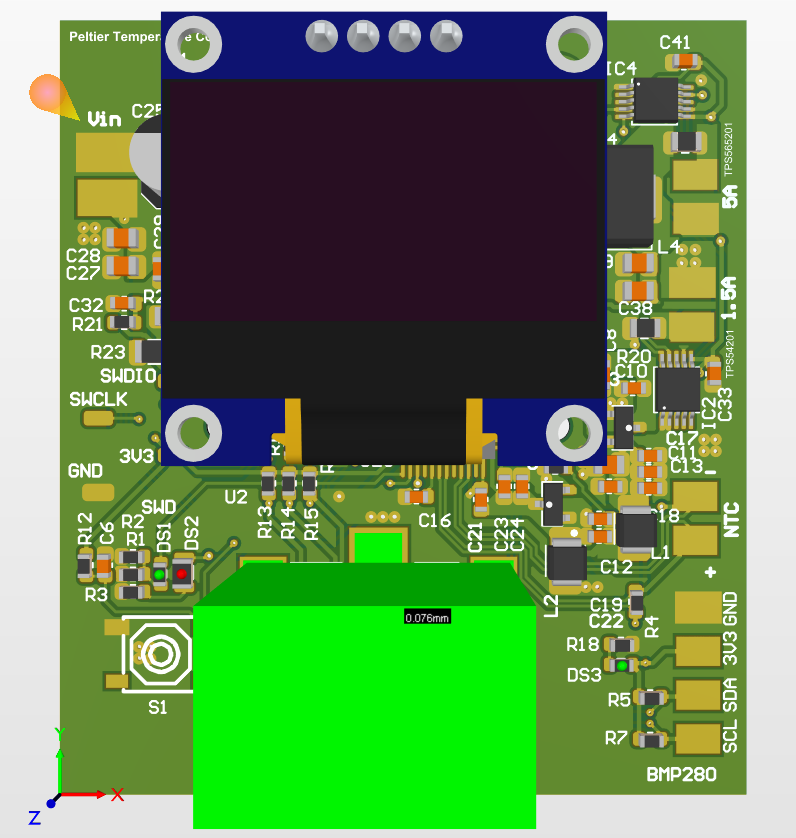 Peltier Tempera
C41
IC4
C25
Vin
TPS565201
5A
L4
C28
C27
C38
1.5A
C32
R21
R23
R20
C10
TPS54201
SWDIO
SWCLK
IC2
C33
3V3
C17
C11
C13
GND
-
U2
SWD
R13
R14
R15
C16
C21
C23
C24
C18
NTC
L1
R12
C6
R2
R1
DS1
DS2
C12
+
R3
L2
C19
C22
R4
GND
0.076mm
R18
3V3
DS3
S1
R5
SDA
R7
SCL
BMP280
Y
X
Z